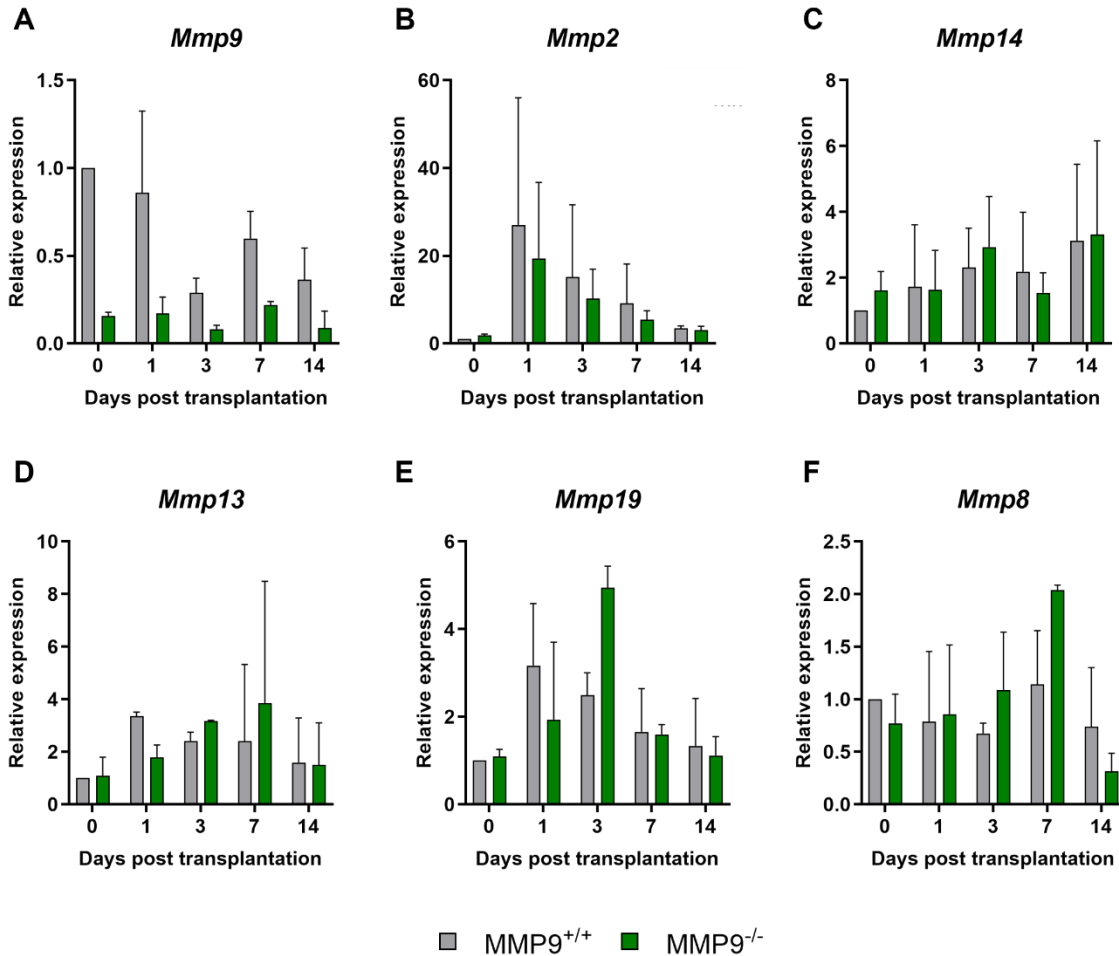 A
Mmp9
Relative expression
1.5
1.0
0.5
0.0
0 1 3 7 14
Days post transplantation
B
Mmp2
Relative expression
60
40
20
0
0 1 3 7 14
Days post transplantation
C
Mmp14
Relative expression
8
6
4
2
0
0 1 3 7 14
Days post transplantation
D
Mmp13
Relative expression
10
8
6
4
2
0
0 1 3 7 14
Days post transplantation
E
Mmp19
Relative expression
6
4
2
0
0 1 3 7 14
Days post transplantation
F
Mmp8
Relative expression
2.5
2.0
1.5
1.0
0.5
0.0
0 1 3 7 14
Days post transplantation
MMP9+/+ MMP9-/-